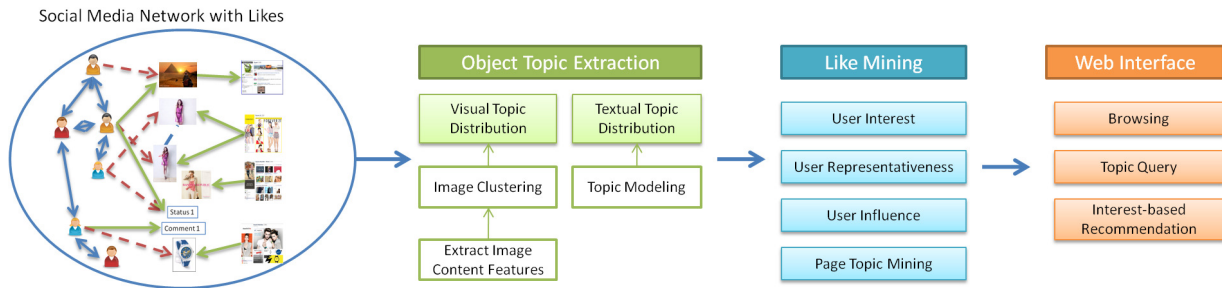 Social Media Network with Likes
Status 1
Comment 1
Object Topic Extraction
Visual Topic
Distribution
Textual Topic
Distribution
Image Clustering
Topic Modeling
Extract Image
Content Features
Like Mining
User Interest
User Representativeness
User Influence
Page Topic Mining
Web Interface
Browsing
Topic Query
Interest-based
Recommendation